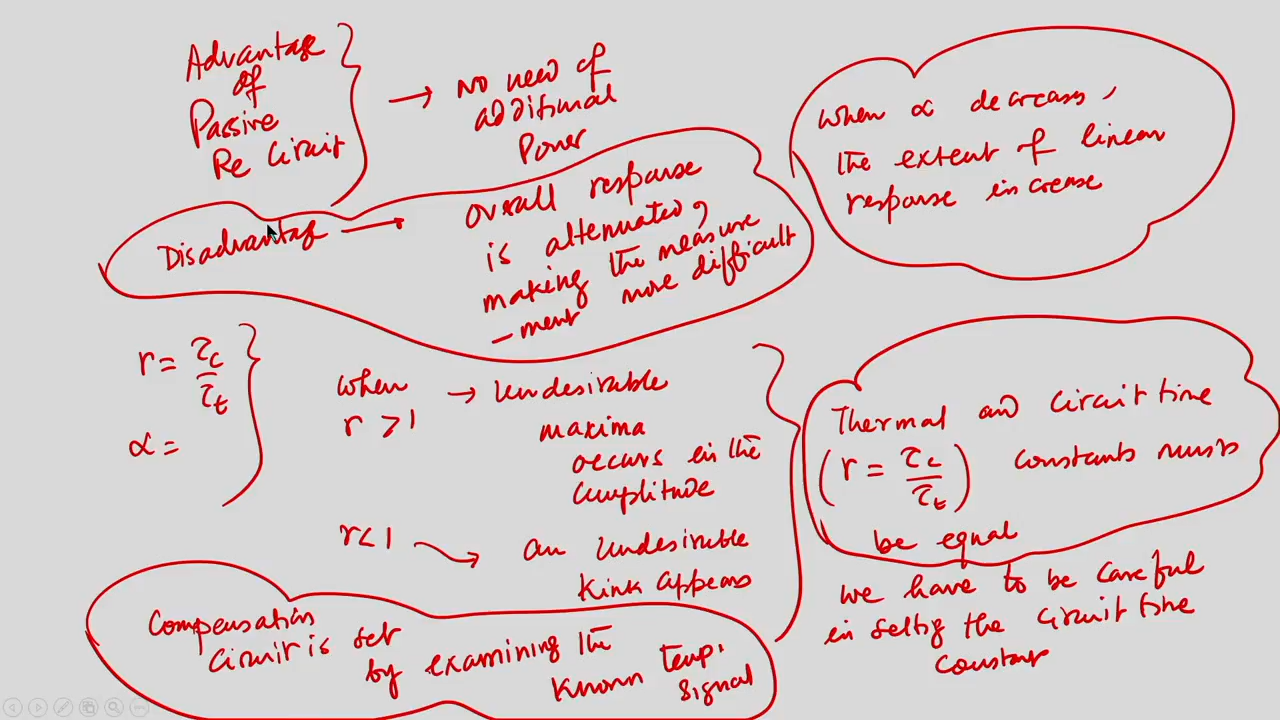 Advantage
of
Passive
Re Circuit
→ No need of
additional
Power
Disadvantage →
overall response
is attenuated,
making the measure
-ment more difficult
when α decreases,
the extent of linear
response increase
r = τc/τt
α =
when
r > 1
→ Undesirable
maxima
occurs in the
amplitude
r < 1
→ an undesirable
Kink appears
Thermal and circuit time
(r = τc/τt) constants must
be equal
we have to be careful
in setting the circuit time
constant
Compensation
circuit is set
by examining the
known temp.
signal